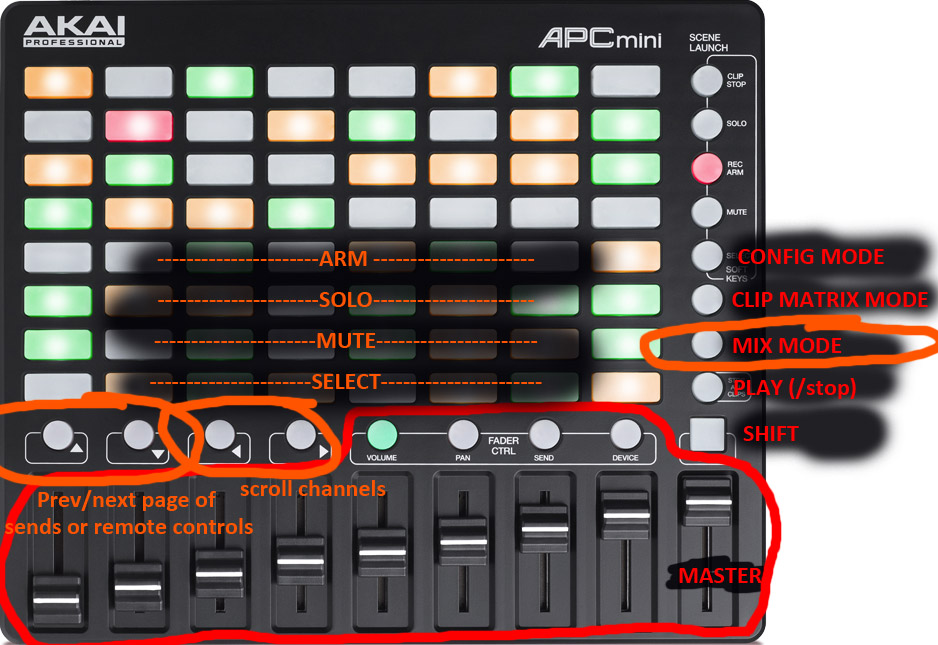 AKAI
PROFESSIONAL
APCmini
SCENE
LAUNCH
CLIP
STOP
SOLO
REC
ARM
MUTE
---ARM ---
CONFIG MODE
SOFT
KEYS
---SOLO---
CLIP MATRIX MODE
---MUTE---
MIX MODE
---SELECT---
PLAY (/stop)
CLIPS
SHIFT
VOLUME
PAN
FADER
CTRL
SEND
DEVICE
Prev/next page of
sends or remote controls
scroll channels
MASTER